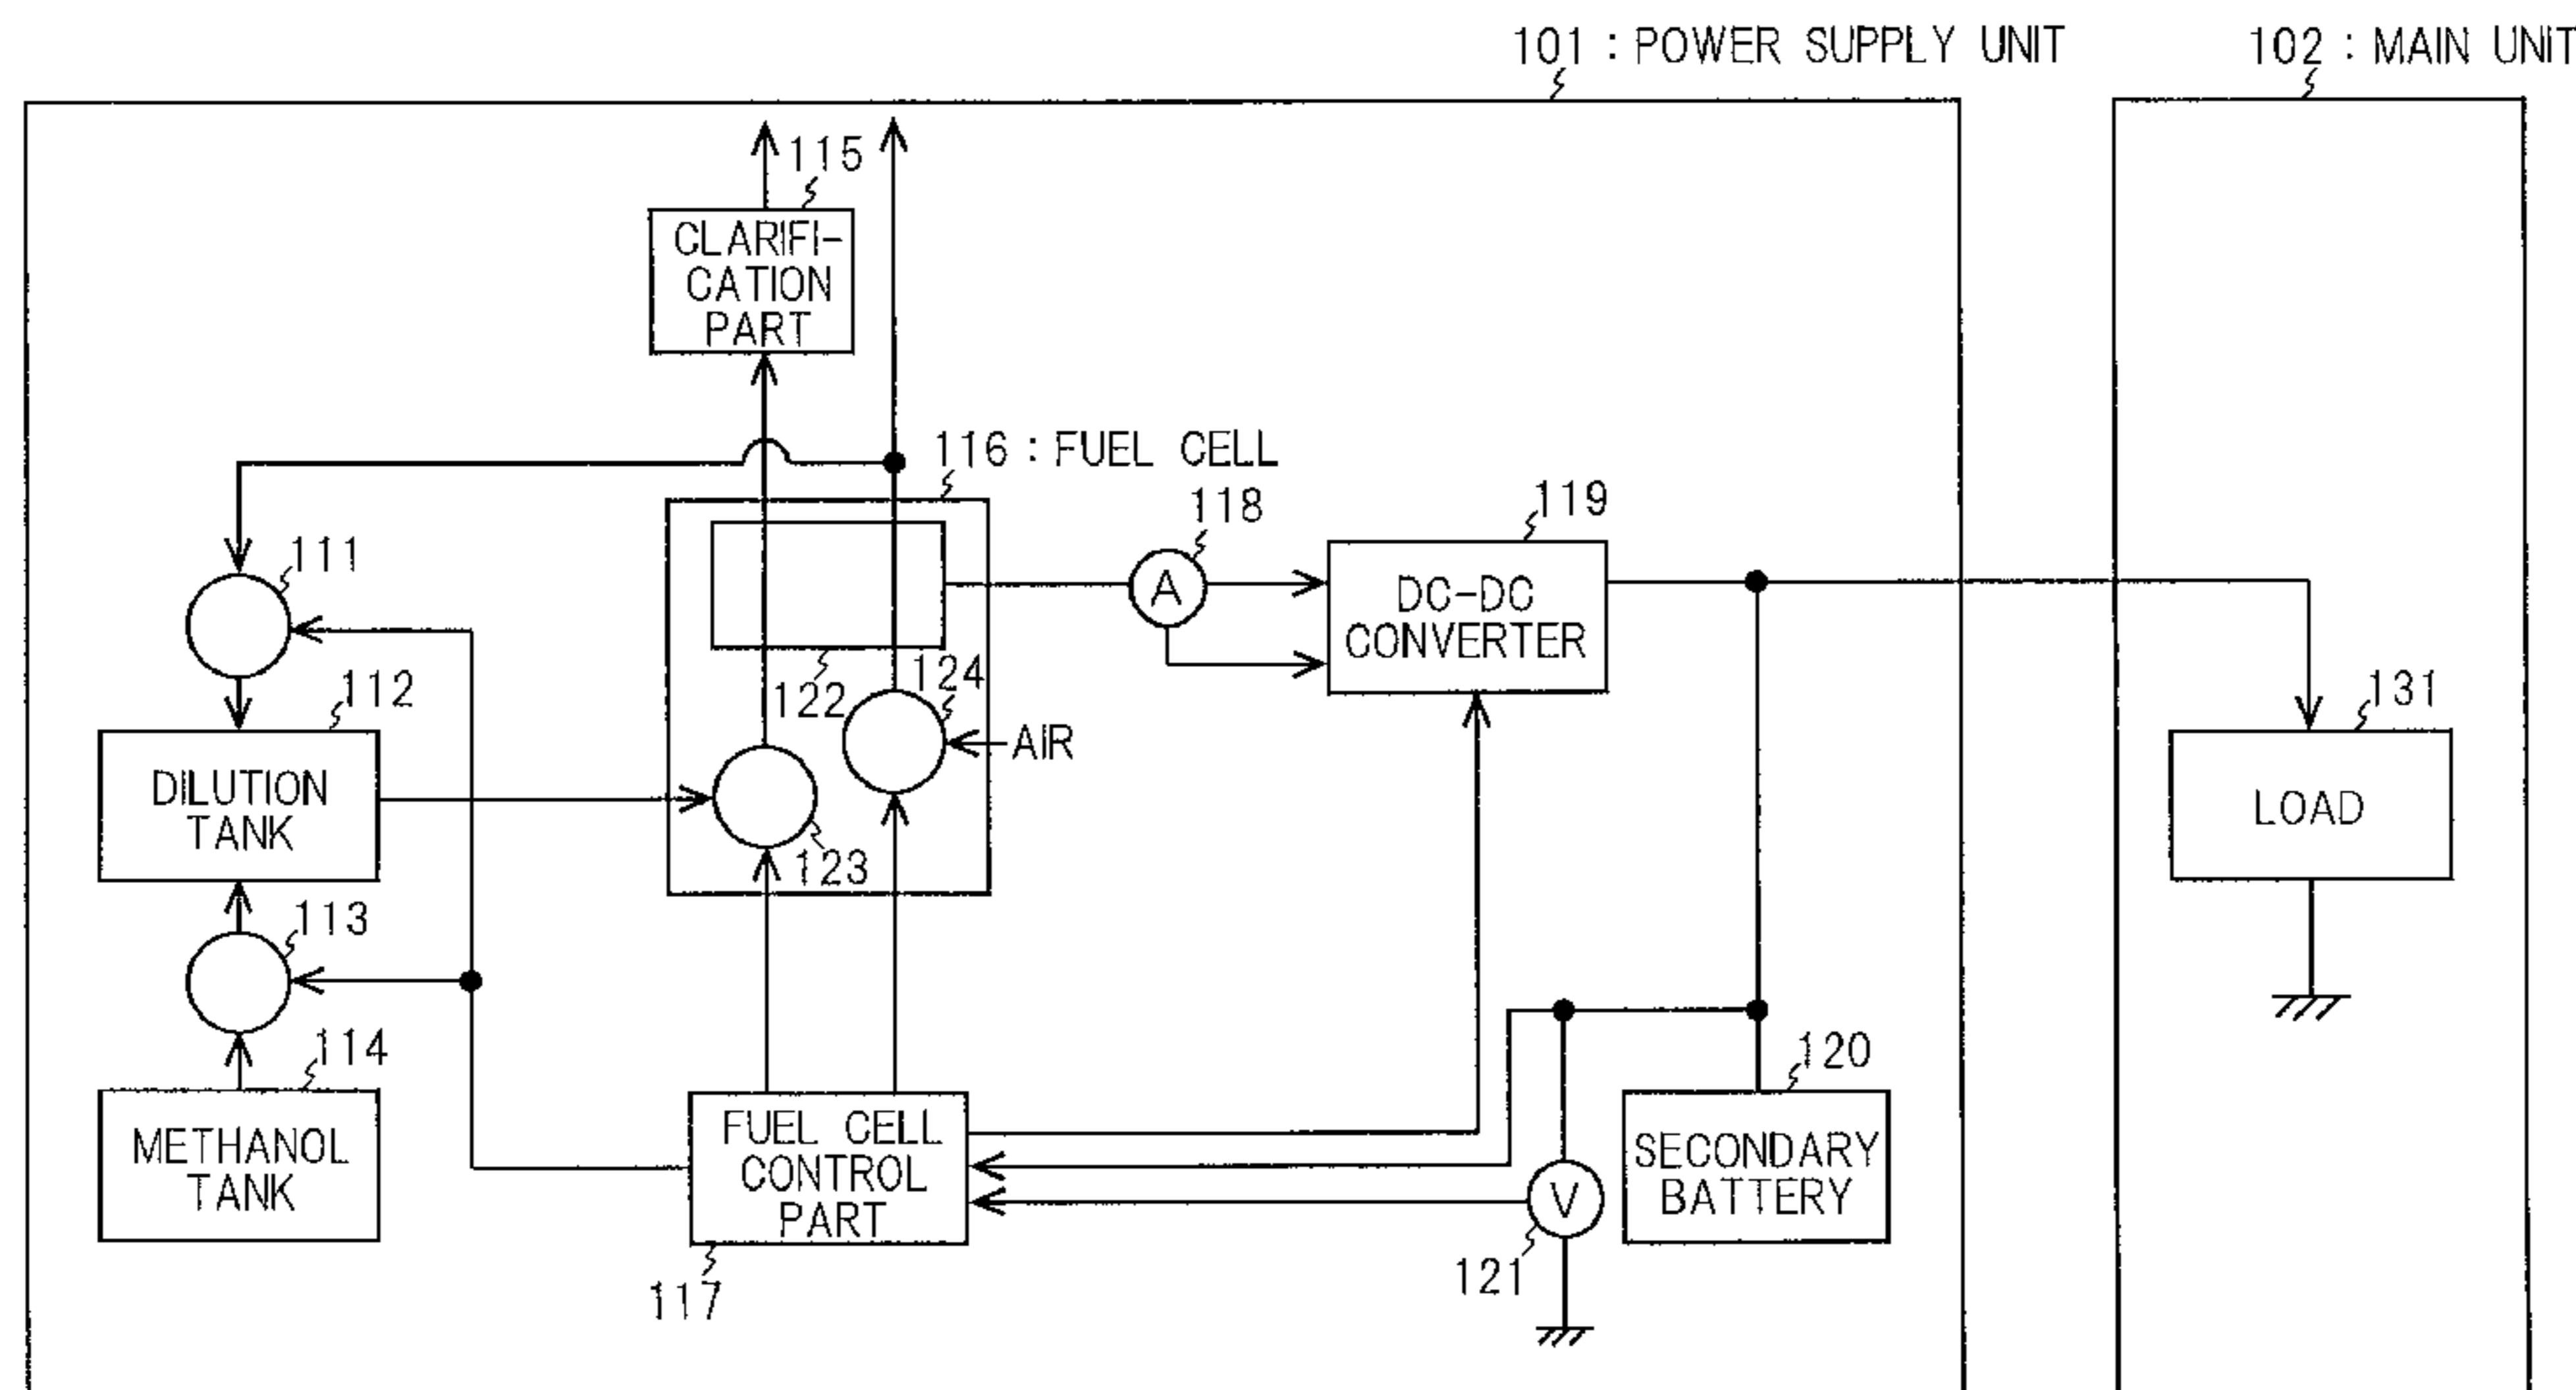 101 : POWER SUPPLY UNIT
102 : MAIN UNIT
115
CLARIFI-
CATION
PART
116 : FUEL CELL
118
119
111
A
DC-DC
CONVERTER
112
122
124
131
AIR
DILUTION
TANK
LOAD
123
113
114
120
METHANOL
TANK
FUEL CELL
CONTROL
PART
SECONDARY
BATTERY
V
121
117